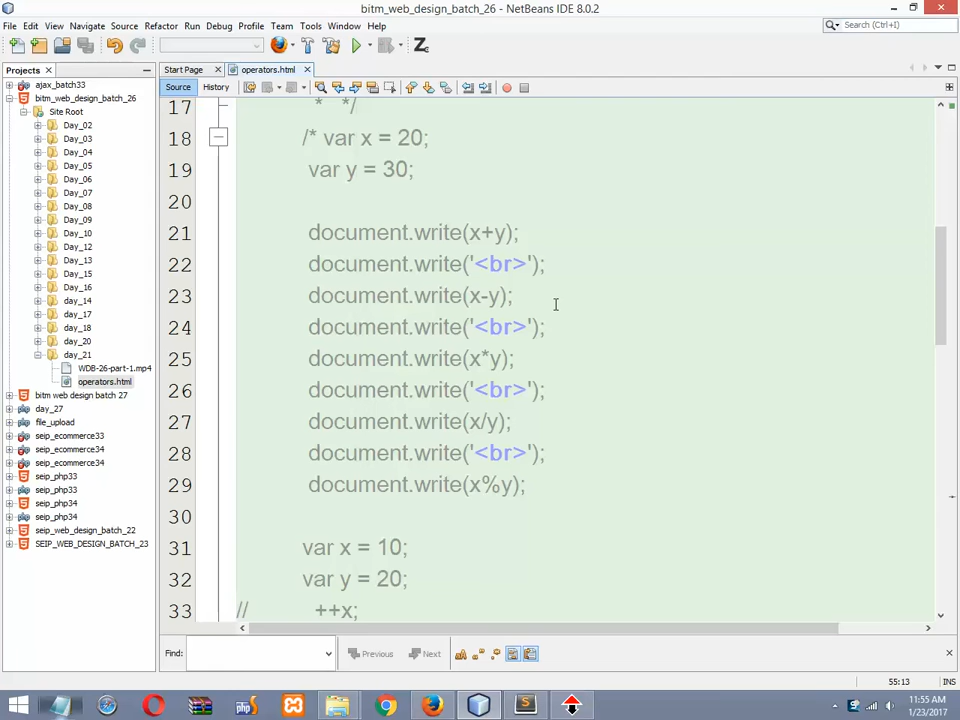 bitm_web_design_batch_26 - NetBeans IDE 8.0.2
File Edit View Navigate Source Refactor Run Debug Profile Team Tools Window Help
Search (Ctrl+I)
Projects
Start Page
operators.html
Source History
ajax_batch33
bitm_web_design_batch_26
Site Root
Day_02
Day_03
Day_04
Day_05
Day_06
Day_07
Day_08
Day_09
Day_10
Day_12
Day_13
Day_15
Day_16
day_14
day_17
day_18
day_20
day_21
WDB-26-part-1.mp4
operators.html
bitm web design batch 27
day_27
file_upload
seip_ecommerce33
seip_ecommerce34
seip_ecommerce34
seip_php33
seip_php33
seip_php34
seip_php34
seip_web_design_batch_22
SEIP_WEB_DESIGN_BATCH_23
17 * */
18 /* var x = 20;
19 var y = 30;
20
21 document.write(x+y);
22 document.write('<br>');
23 document.write(x-y);
24 document.write('<br>');
25 document.write(x*y);
26 document.write('<br>');
27 document.write(x/y);
28 document.write('<br>');
29 document.write(x%y);
30
31 var x = 10;
32 var y = 20;
33 // ++x;
Find: Previous Next
55:13 INS
11:55 AM
1/23/2017